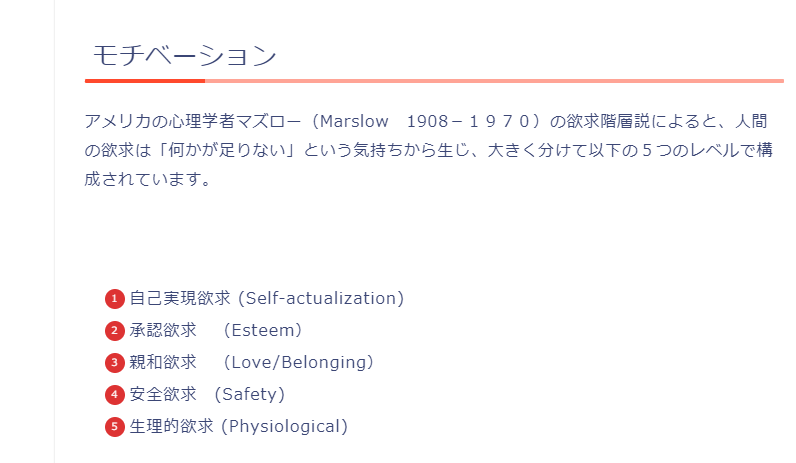 モチベーション
アメリカの心理学者マズロー（Marslow　1908－１９７０）の欲求階層説によると、人間
の欲求は「何かが足りない」という気持ちから生じ、大きく分けて以下の５つのレベルで構
成されています。
1 自己実現欲求 (Self-actualization)
2 承認欲求　（Esteem）
3 親和欲求　（Love/Belonging）
4 安全欲求　(Safety)
5 生理的欲求 (Physiological)